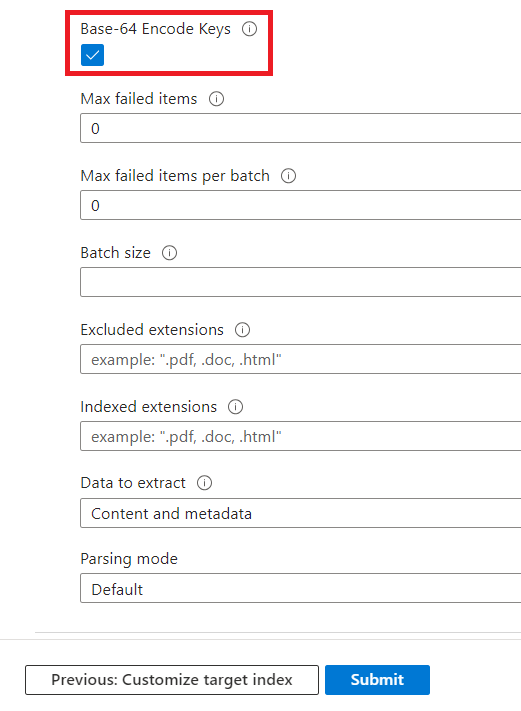 Base-64 Encode Keys
Max failed items
0
Max failed items per batch
0
Batch size
Excluded extensions
example: ".pdf, .doc, .html"
Indexed extensions
example: ".pdf, .doc, .html"
Data to extract
Content and metadata
Parsing mode
Default
Previous: Customize target index
Submit